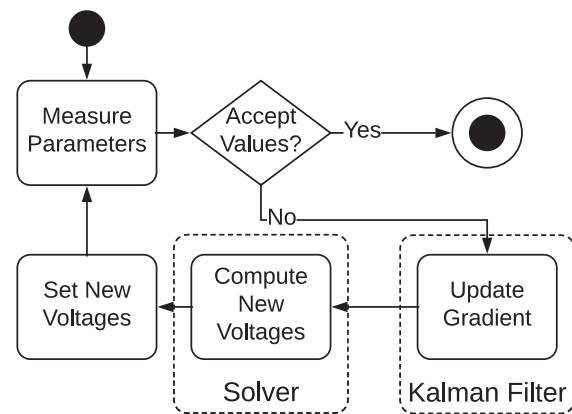 Measure
Parameters
Accept
Values?
Yes
No
Set New
Voltages
Compute
New
Voltages
Update
Gradient
Solver
Kalman Filter